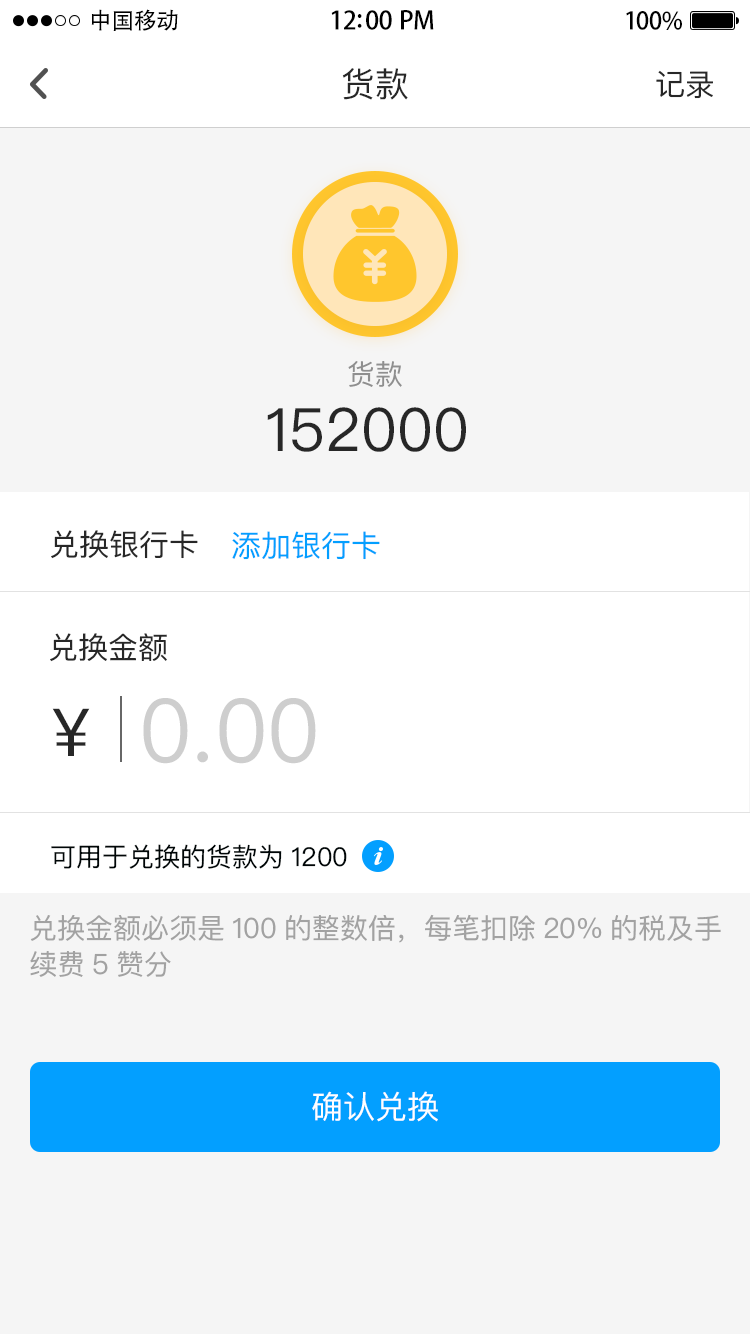 中国移动 12:00 PM 100%
货款 记录
¥
货款
152000
兑换银行卡 添加银行卡
兑换金额
¥ 0.00
可用于兑换的货款为 1200 i
兑换金额必须是 100 的整数倍，每笔扣除 20% 的税及手
续费 5 赞分
确认兑换